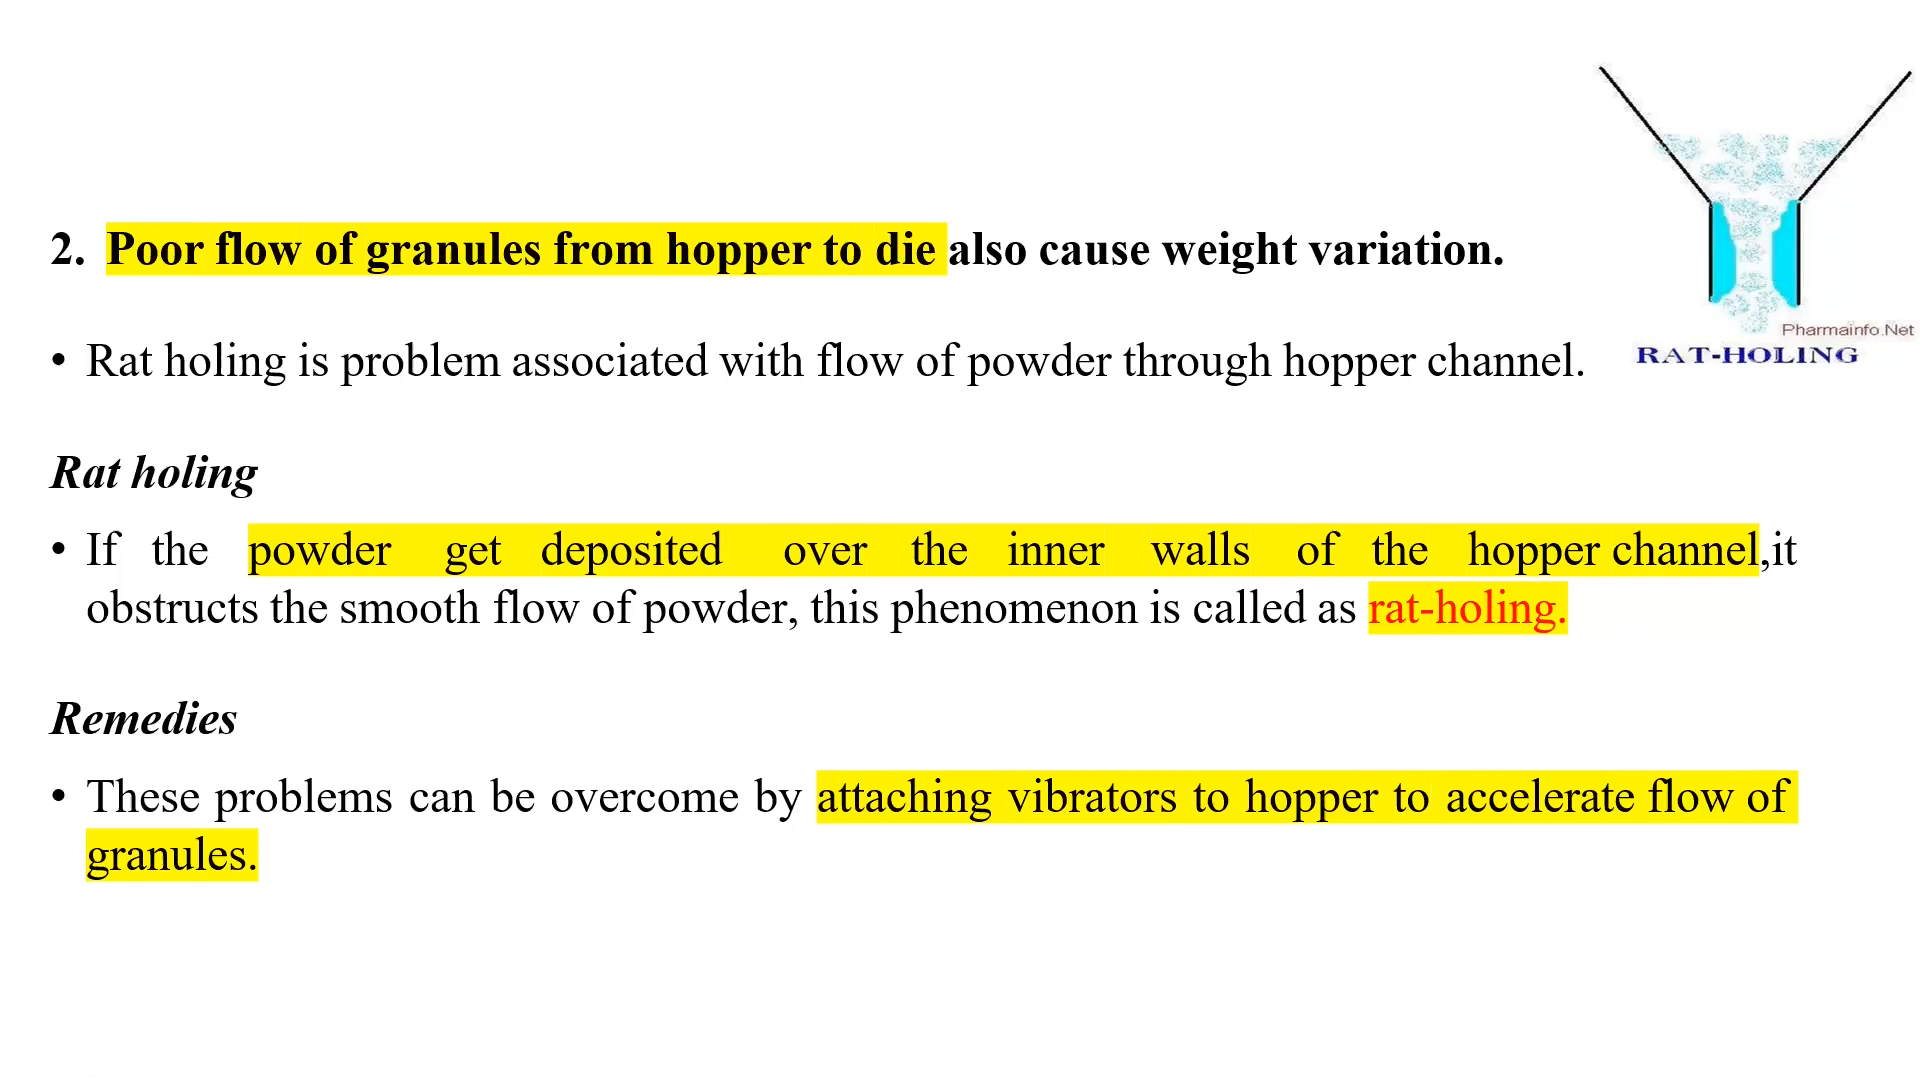 2. Poor flow of granules from hopper to die also cause weight variation.
Pharmainfo.Net
RAT-HOLING
• Rat holing is problem associated with flow of powder through hopper channel.
Rat holing
• If the powder get deposited over the inner walls of the hopper channel,it
obstructs the smooth flow of powder, this phenomenon is called as rat-holing.
Remedies
• These problems can be overcome by attaching vibrators to hopper to accelerate flow of
granules.